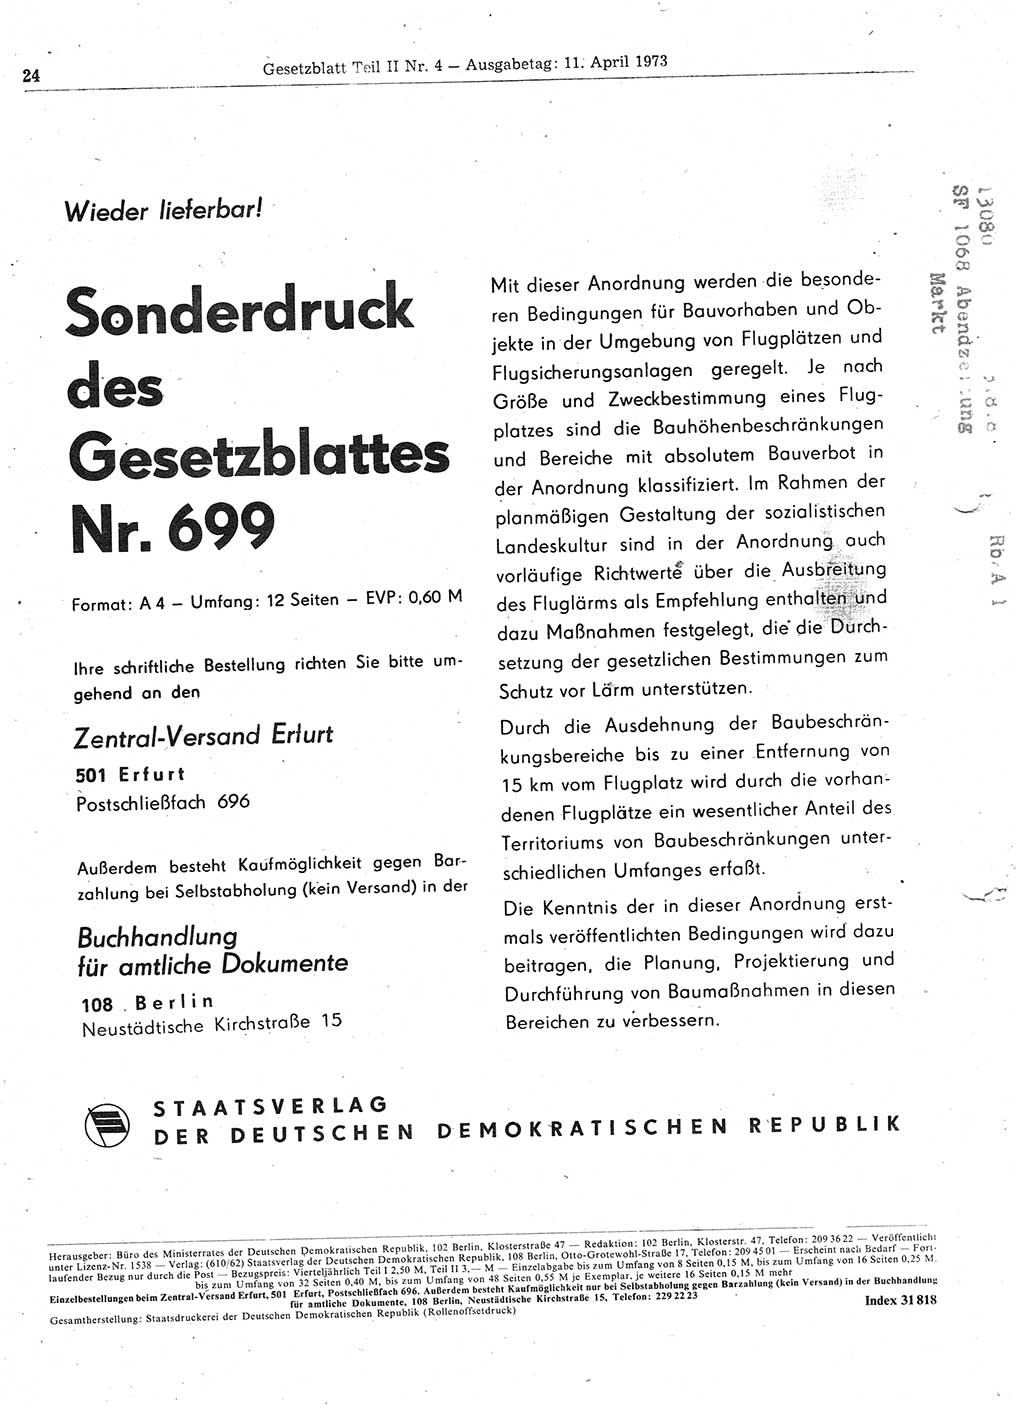 24
Gesetzblatt Teil II Nr. 4 — Ausgabetag: 11. April 1973
Wieder lieferbar!
Sonderdruck
des
Gesetzblattes
Nr. 699
Format: A 4 – Umfang: 12 Seiten – EVP: 0,60 M
Ihre schriftliche Bestellung richten Sie bitte um-
gehend an den
Zentral-Versand Erfurt
501 Erfurt
Postschließfach 696
Außerdem besteht Kaufmöglichkeit gegen Bar-
zahlung bei Selbstabholung (kein Versand) in der
Buchhandlung
für amtliche Dokumente
108 Berlin
Neustädtische Kirchstraße 15
Mit dieser Anordnung werden die besonde-
ren Bedingungen für Bauvorhaben und Ob-
jekte in der Umgebung von Flugplätzen und
Flugsicherungsanlagen geregelt. Je nach
Größe und Zweckbestimmung eines Flug-
platzes sind die Bauhöhenbeschränkungen
und Bereiche mit absolutem Bauverbot in
der Anordnung klassifiziert. Im Rahmen der
planmäßigen Gestaltung der sozialistischen
Landeskultur sind in der Anordnung auch
vorläufige Richtwerte über die Ausbreitung
des Fluglärms als Empfehlung enthalten und
dazu Maßnahmen festgelegt, die die Durch-
setzung der gesetzlichen Bestimmungen zum
Schutz vor Lärm unterstützen.
Durch die Ausdehnung der Baubeschrän-
kungsbereiche bis zu einer Entfernung von
15 km vom Flugplatz wird durch die vorhan-
denen Flugplätze ein wesentlicher Anteil des
Territoriums von Baubeschränkungen unter-
schiedlichen Umfanges erfaßt.
Die Kenntnis der in dieser Anordnung erst-
mals veröffentlichten Bedingungen wird dazu
beitragen, die Planung, Projektierung und
Durchführung von Baumaßnahmen in diesen
Bereichen zu verbessern.
13080
SF 1068 Abendzeitung
Markt
STAATSVERLAG
DER DEUTSCHEN DEMOKRATISCHEN REPUBLIK
Herausgeber: Büro des Ministerrates der Deutschen Demokratischen Republik, 102 Berlin, Klosterstraße 47 — Redaktion: 102 Berlin, Klosterstr. 47, Telefon: 209 36 22 — Veröffentlicht
unter Lizenz-Nr. 1538 — Verlag: (610/62) Staatsverlag der Deutschen Demokratischen Republik, 108 Berlin, Otto-Grotewohl-Straße 17, Telefon: 209 45 01 — Erscheint nach Bedarf — Fort-
laufender Bezug nur durch die Post — Bezugspreis: Vierteljährlich Teil I 2,50 M, Teil II 3,— M — Einzelabgabe bis zum Umfang von 8 Seiten 0,15 M, bis zum Umfang von 16 Seiten 0,25 M,
bis zum Umfang von 32 Seiten 0,40 M, bis zum Umfang von 48 Seiten 0,55 M je Exemplar, je weitere 16 Seiten 0,15 M mehr
Einzelbestellungen beim Zentral-Versand Erfurt, 501 Erfurt, Postschließfach 696. Außerdem besteht Kaufmöglichkeit nur bei Selbstabholung gegen Barzahlung (kein Versand) in der Buchhandlung
für amtliche Dokumente, 108 Berlin, Neustädtische Kirchstraße 15, Telefon: 229 22 23
Gesamtherstellung: Staatsdruckerei der Deutschen Demokratischen Republik (Rollenoffsetdruck)
Index 31 818